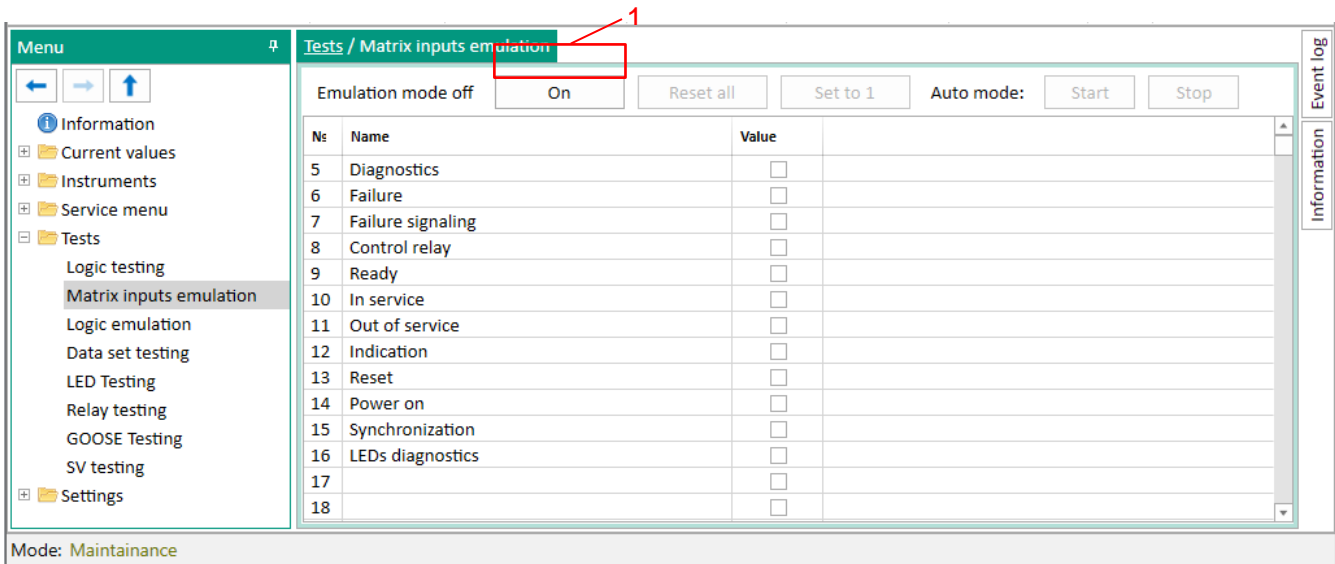 1
Menu
Tests / Matrix inputs emulation
Emulation mode off On Reset all Set to 1 Auto mode: Start Stop
Information
Current values
Instruments
Service menu
Tests
Logic testing
Matrix inputs emulation
Logic emulation
Data set testing
LED Testing
Relay testing
GOOSE Testing
SV testing
Settings
№ Name Value
5 Diagnostics
6 Failure
7 Failure signaling
8 Control relay
9 Ready
10 In service
11 Out of service
12 Indication
13 Reset
14 Power on
15 Synchronization
16 LEDs diagnostics
17
18
Event log
Information
Mode: Maintainance